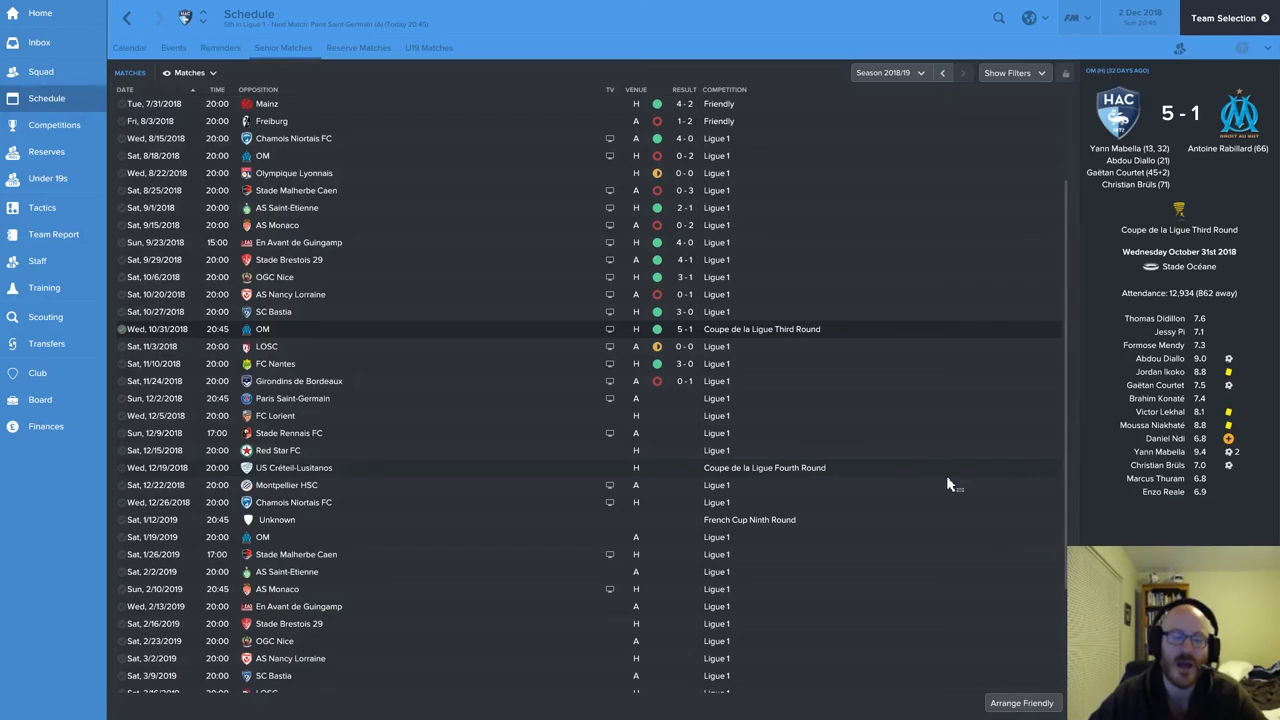 Home
Inbox
Squad
Schedule
Competitions
Reserves
Under 19s
Tactics
Team Report
Staff
Training
Scouting
Transfers
Club
Board
Finances
HAC
Schedule
5th in Ligue 1 - Next Match: Paris Saint-Germain (A) (Today 20:45)
FM
2 Dec 2018
Sun 20:45
Team Selection
Calendar Events Reminders Senior Matches Reserve Matches U19 Matches
MATCHES Matches Season 2018/19 Show Filters
DATE TIME OPPOSITION TV VENUE RESULT COMPETITION
Tue, 7/31/2018 20:00 Mainz H 4 - 2 Friendly
Fri, 8/3/2018 20:00 Freiburg A 1 - 2 Friendly
Wed, 8/15/2018 20:00 Chamois Niortais FC A 4 - 0 Ligue 1
Sat, 8/18/2018 20:00 OM H 0 - 2 Ligue 1
Wed, 8/22/2018 20:00 Olympique Lyonnais H 0 - 0 Ligue 1
Sat, 8/25/2018 20:00 Stade Malherbe Caen A 0 - 3 Ligue 1
Sat, 9/1/2018 20:00 AS Saint-Etienne H 2 - 1 Ligue 1
Sat, 9/15/2018 20:00 AS Monaco A 0 - 2 Ligue 1
Sun, 9/23/2018 15:00 En Avant de Guingamp H 4 - 0 Ligue 1
Sat, 9/29/2018 20:00 Stade Brestois 29 A 4 - 1 Ligue 1
Sat, 10/6/2018 20:00 OGC Nice H 3 - 1 Ligue 1
Sat, 10/20/2018 20:00 AS Nancy Lorraine A 0 - 1 Ligue 1
Sat, 10/27/2018 20:00 SC Bastia H 3 - 0 Ligue 1
Wed, 10/31/2018 20:45 OM H 5 - 1 Coupe de la Ligue Third Round
Sat, 11/3/2018 20:00 LOSC A 0 - 0 Ligue 1
Sat, 11/10/2018 20:00 FC Nantes H 3 - 0 Ligue 1
Sat, 11/24/2018 20:00 Girondins de Bordeaux A 0 - 1 Ligue 1
Sun, 12/2/2018 20:45 Paris Saint-Germain A Ligue 1
Wed, 12/5/2018 20:00 FC Lorient H Ligue 1
Sun, 12/9/2018 17:00 Stade Rennais FC A Ligue 1
Sat, 12/15/2018 20:00 Red Star FC H Ligue 1
Wed, 12/19/2018 20:00 US Créteil-Lusitanos H Coupe de la Ligue Fourth Round
Sat, 12/22/2018 20:00 Montpellier HSC A Ligue 1
Wed, 12/26/2018 20:00 Chamois Niortais FC H Ligue 1
Sat, 1/12/2019 20:45 Unknown French Cup Ninth Round
Sat, 1/19/2019 20:00 OM A Ligue 1
Sat, 1/26/2019 17:00 Stade Malherbe Caen H Ligue 1
Sat, 2/2/2019 20:00 AS Saint-Etienne A Ligue 1
Sun, 2/10/2019 20:45 AS Monaco H Ligue 1
Wed, 2/13/2019 20:00 En Avant de Guingamp A Ligue 1
Sat, 2/16/2019 20:00 Stade Brestois 29 H Ligue 1
Sat, 2/23/2019 20:00 OGC Nice A Ligue 1
Sat, 3/2/2019 20:00 AS Nancy Lorraine H Ligue 1
Sat, 3/9/2019 20:00 SC Bastia A Ligue 1
Arrange Friendly
OM (H) (32 DAYS AGO)
HAC
1872
5 - 1
DROIT AU BUT
Yann Mabella (13, 32) Antoine Rabillard (66)
Abdou Diallo (21)
Gaëtan Courtet (45+2)
Christian Brüls (71)
Coupe de la Ligue Third Round
Wednesday October 31st 2018
Stade Océane
Attendance: 12,934 (862 away)
Thomas Didillon 7.6
Jessy Pi 7.1
Formose Mendy 7.3
Abdou Diallo 9.0
Jordan Ikoko 8.8
Gaëtan Courtet 7.5
Brahim Konaté 7.4
Victor Lekhal 8.1
Moussa Niakhaté 8.8
Daniel Ndi 6.8
Yann Mabella 9.4 2
Christian Brüls 7.0
Marcus Thuram 6.8
Enzo Reale 6.9